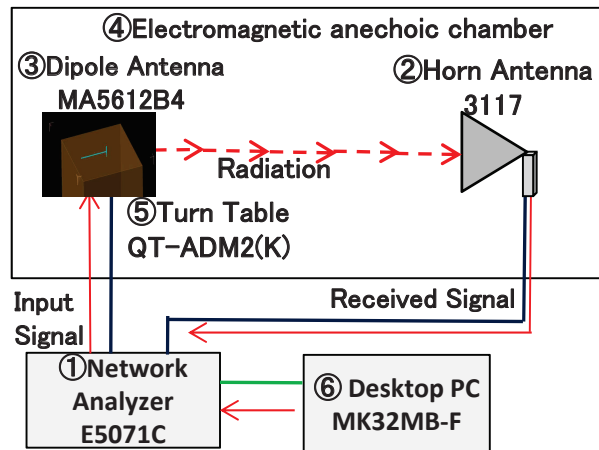 ④Electromagnetic anechoic chamber
③Dipole Antenna
MA5612B4
②Horn Antenna
3117
Radiation
⑤Turn Table
QT-ADM2(K)
Input
Signal
Received Signal
①Network
Analyzer
E5071C
⑥ Desktop PC
MK32MB-F